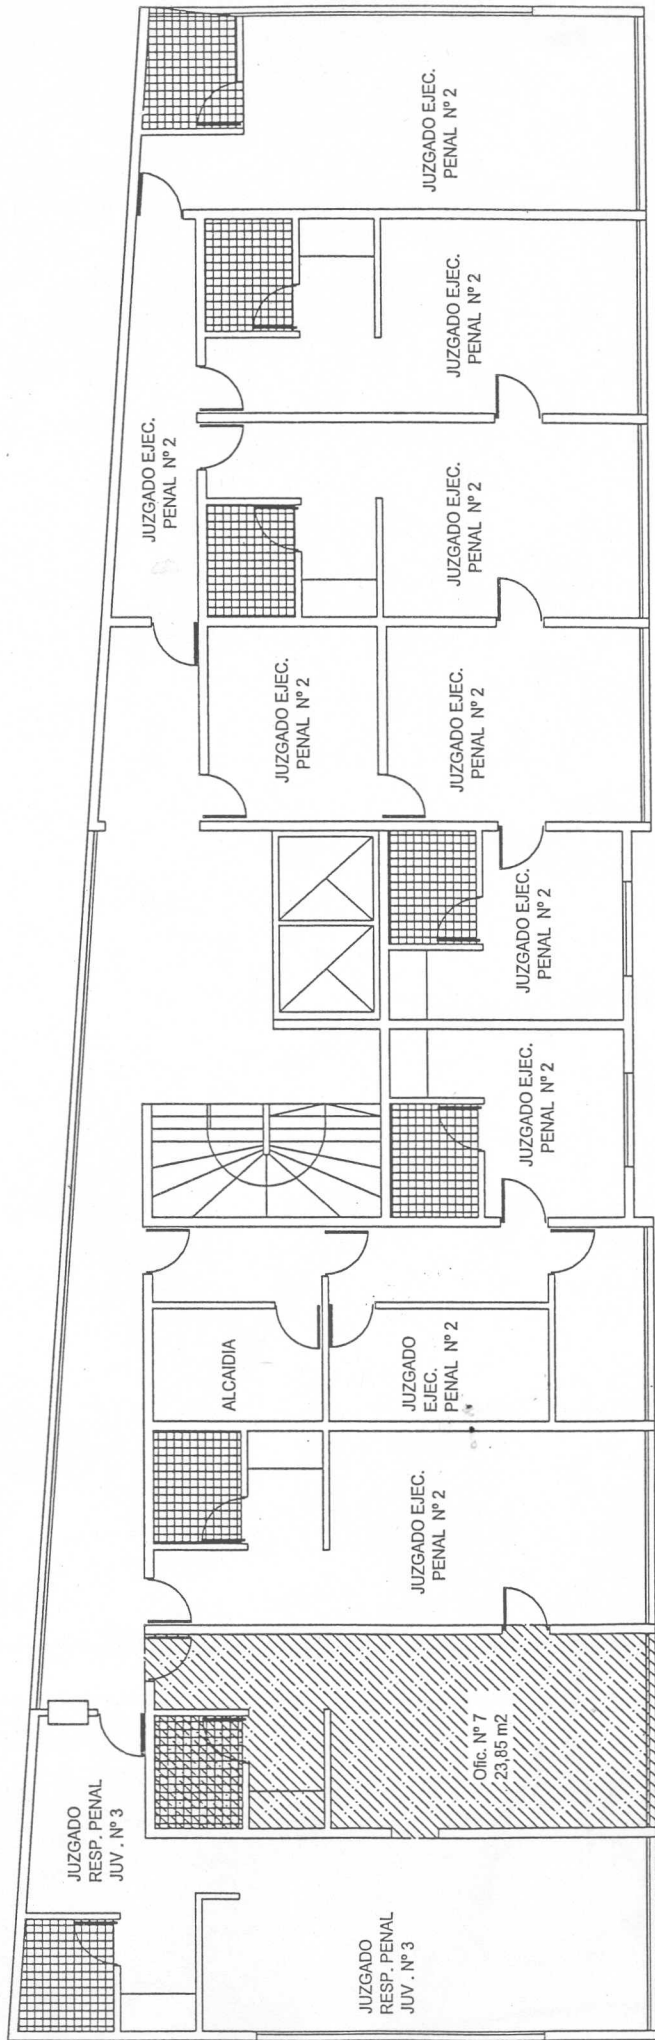 JUZGADO EJEC.
PENAL Nº 2
JUZGADO EJEC.
PENAL Nº 2
JUZGADO EJEC.
PENAL Nº 2
JUZGADO EJEC.
PENAL Nº 2
JUZGADO EJEC.
PENAL Nº 2
JUZGADO EJEC.
PENAL Nº 2
JUZGADO EJEC.
PENAL Nº 2
JUZGADO EJEC.
PENAL Nº 2
ALCAIDIA
JUZGADO
EJEC.
PENAL Nº 2
JUZGADO EJEC.
PENAL Nº 2
Ofic. Nº 7
23,85 m2
JUZGADO
RESP. PENAL
JUV. Nº 3
JUZGADO
RESP. PENAL
JUV. Nº 3